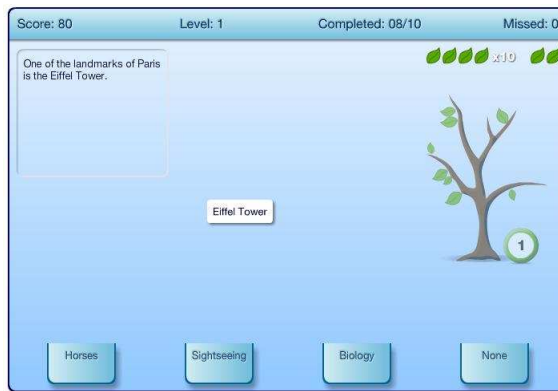 Score: 80 Level: 1 Completed: 08/10 Missed: 0
One of the landmarks of Paris
is the Eiffel Tower.
x10
Eiffel Tower
1
Horses Sightseeing Biology None